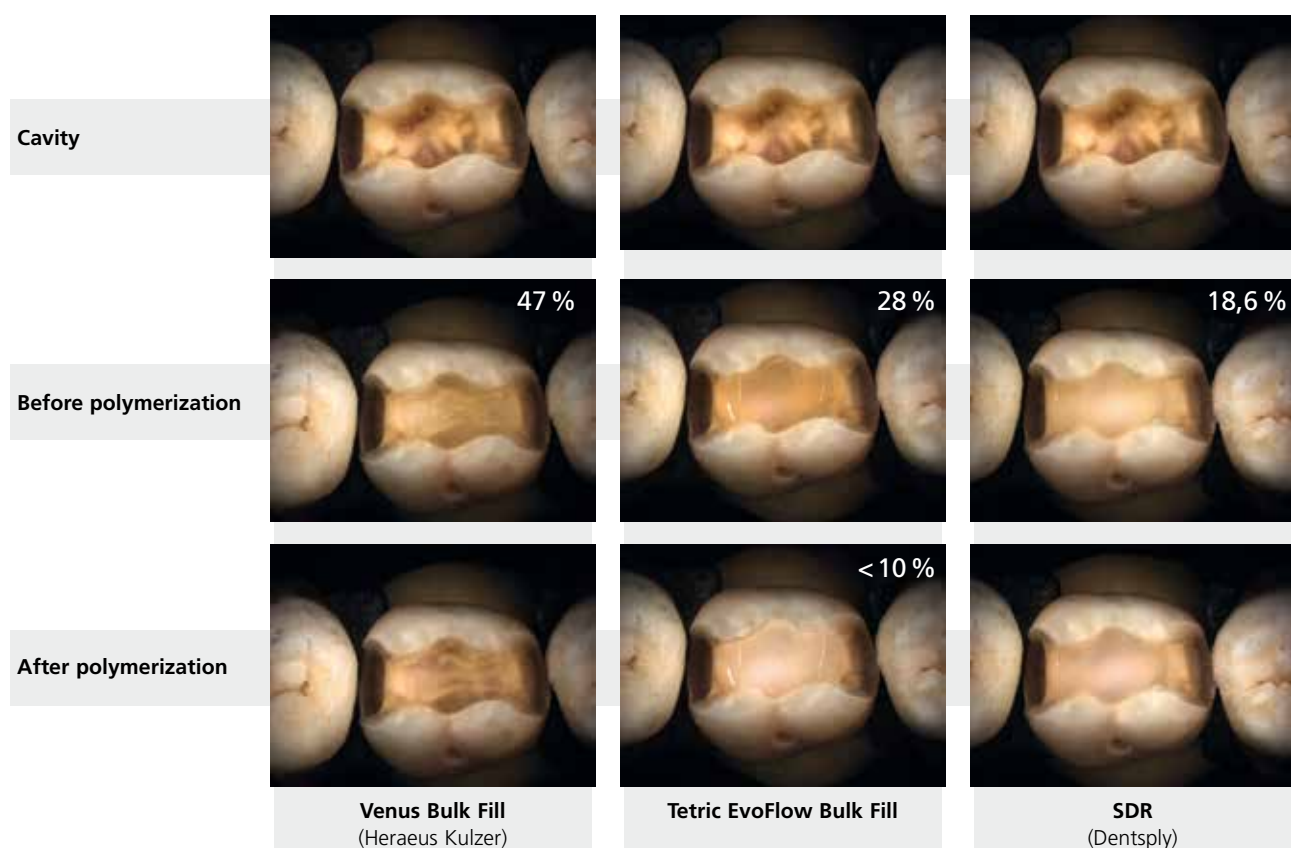 Cavity
47 %
28 %
18,6 %
Before polymerization
< 10 %
After polymerization
Venus Bulk Fill
(Heraeus Kulzer)
Tetric EvoFlow Bulk Fill
SDR
(Dentsply)